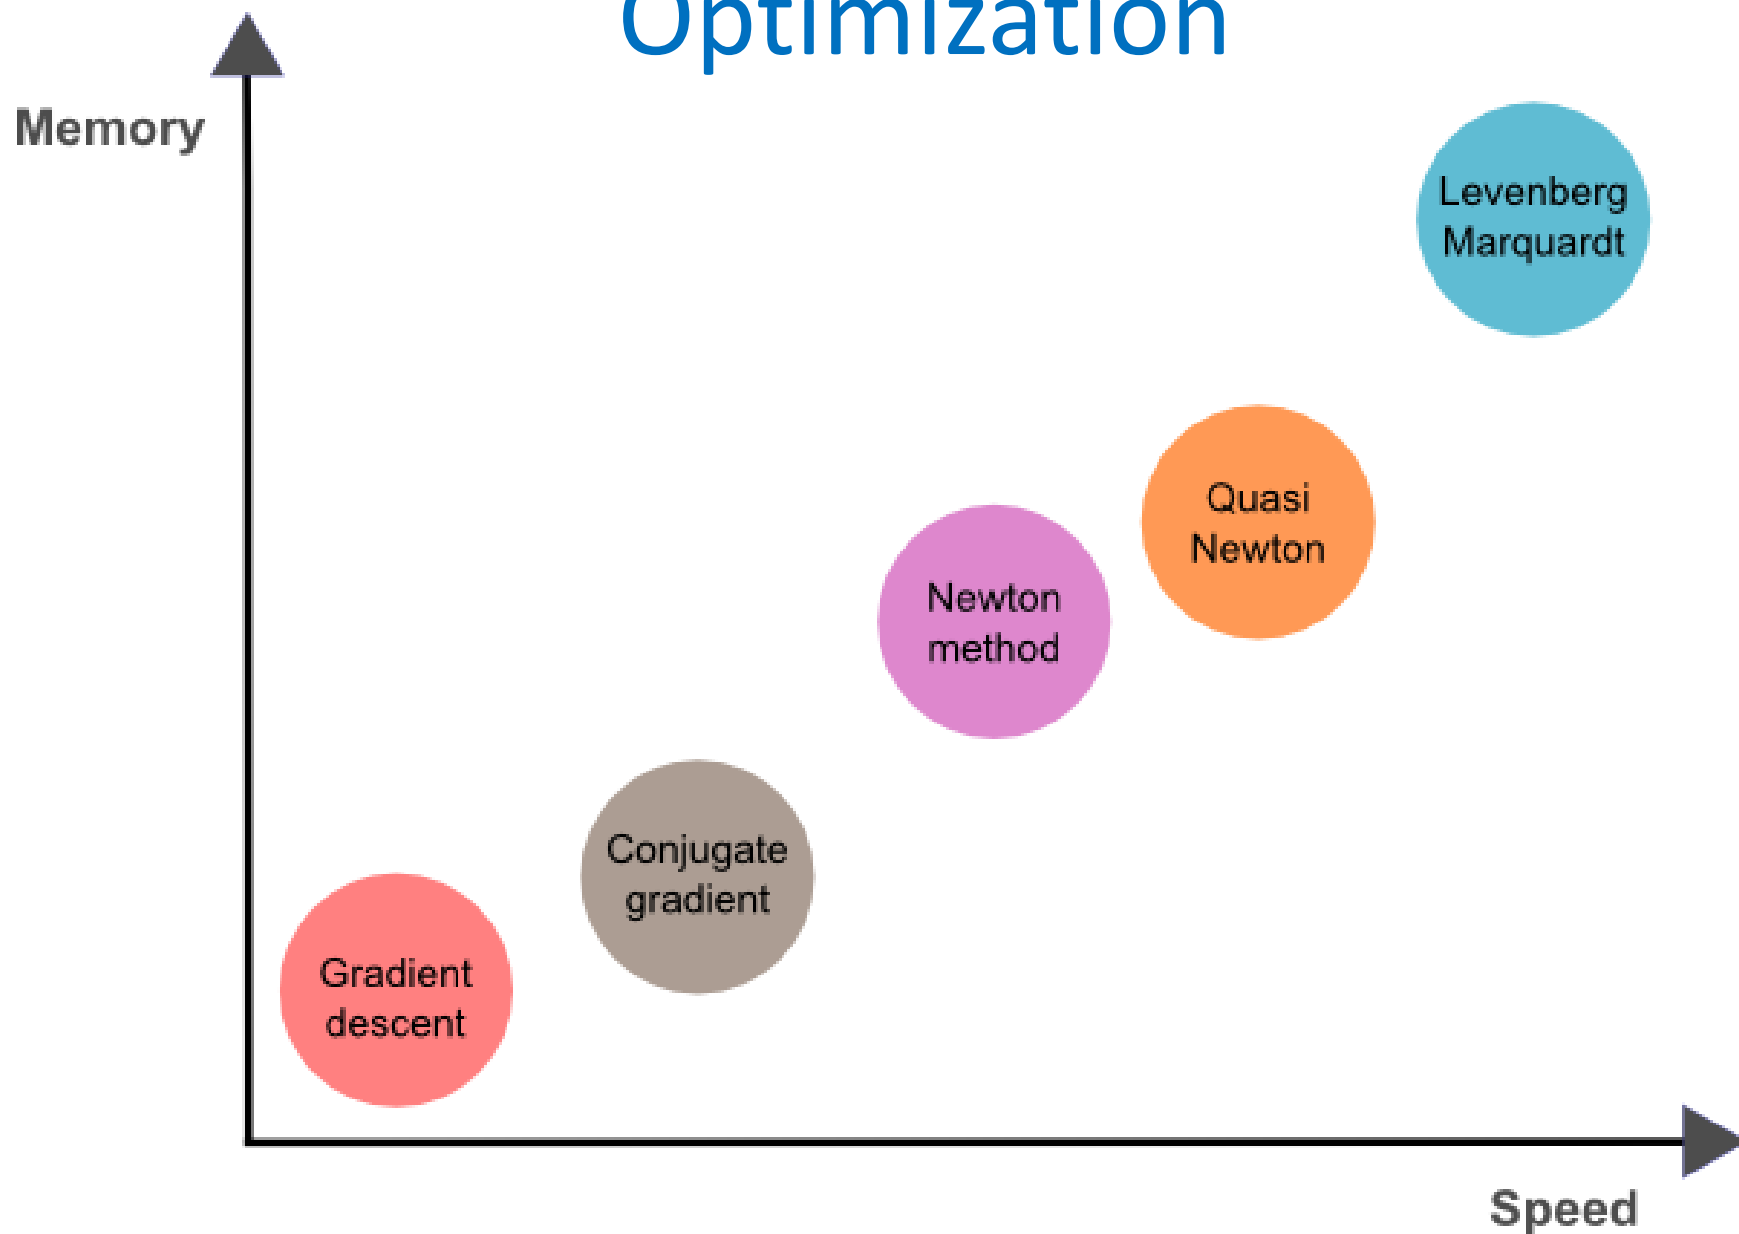 Optimization
Memory
Levenberg
Marquardt
Quasi
Newton
Newton
method
Conjugate
gradient
Gradient
descent
Speed